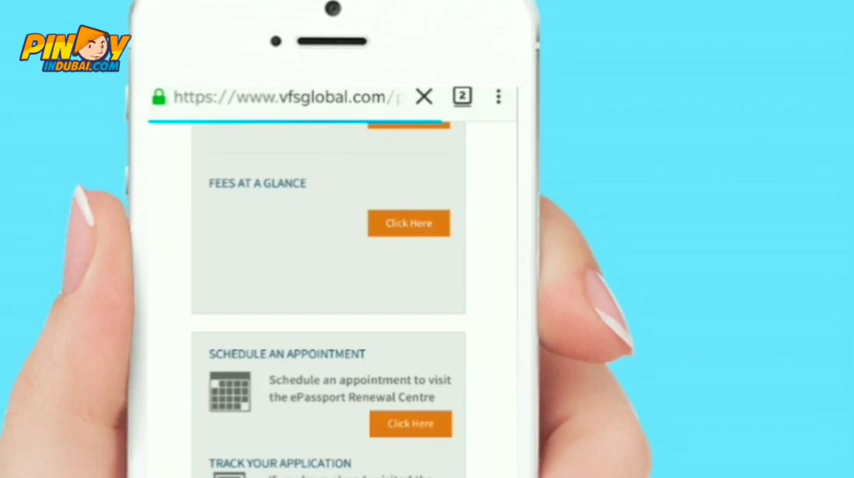 PINOY
INDUBAI.COM
https://www.vfsglobal.com/
2
FEES AT A GLANCE
Click Here
SCHEDULE AN APPOINTMENT
Schedule an appointment to visit
the ePassport Renewal Centre
Click Here
TRACK YOUR APPLICATION